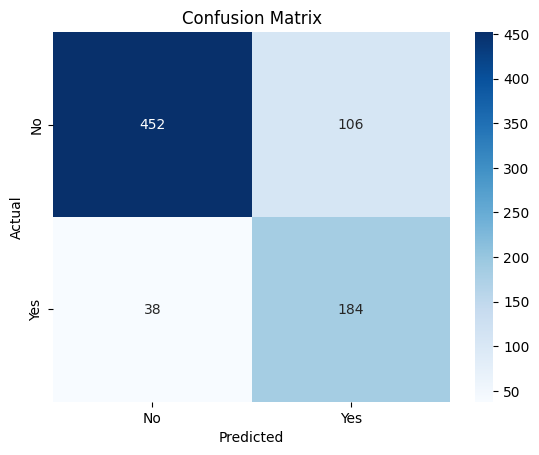 Confusion Matrix
No
452
106
Actual
Yes
38
184
No
Yes
Predicted
450
400
350
300
250
200
150
100
50